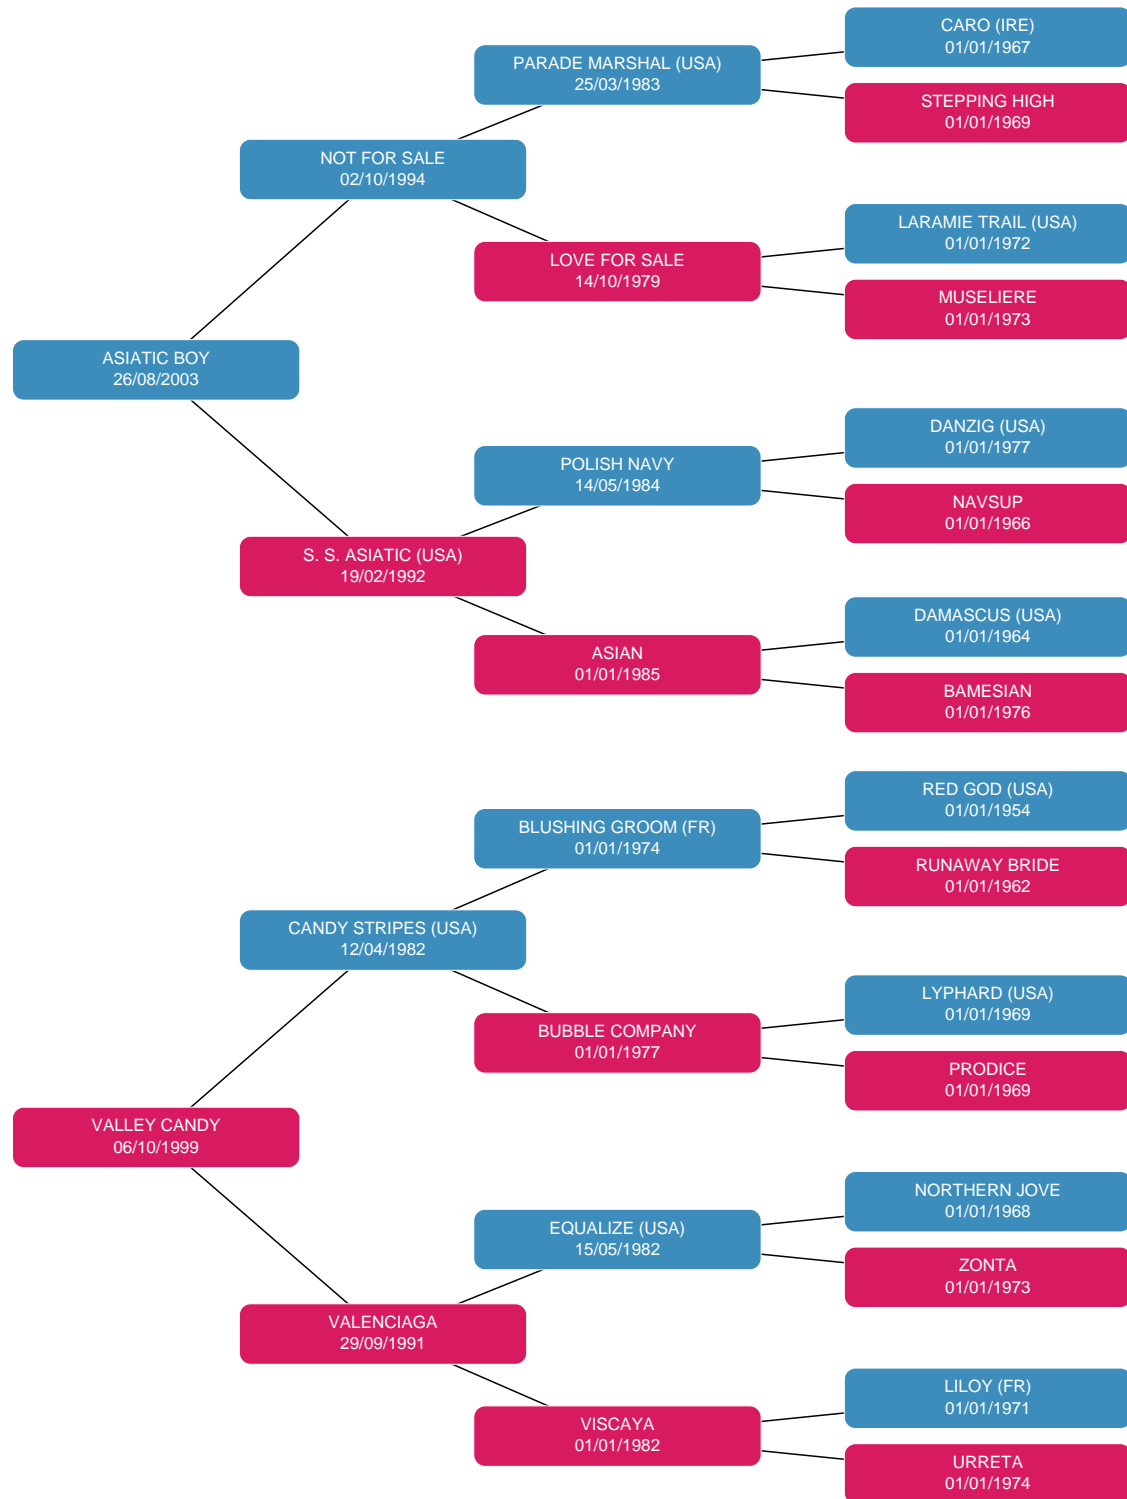 CARO (IRE)
01/01/1967
PARADE MARSHAL (USA)
25/03/1983
STEPPING HIGH
01/01/1969
NOT FOR SALE
02/10/1994
LARAMIE TRAIL (USA)
01/01/1972
LOVE FOR SALE
14/10/1979
MUSELIERE
01/01/1973
ASIATIC BOY
26/08/2003
DANZIG (USA)
01/01/1977
POLISH NAVY
14/05/1984
NAVSUP
01/01/1966
S. S. ASIATIC (USA)
19/02/1992
DAMASCUS (USA)
01/01/1964
ASIAN
01/01/1985
BAMESIAN
01/01/1976
RED GOD (USA)
01/01/1954
BLUSHING GROOM (FR)
01/01/1974
RUNAWAY BRIDE
01/01/1962
CANDY STRIPES (USA)
12/04/1982
LYPHARD (USA)
01/01/1969
BUBBLE COMPANY
01/01/1977
PRODICE
01/01/1969
VALLEY CANDY
06/10/1999
NORTHERN JOVE
01/01/1968
EQUALIZE (USA)
15/05/1982
ZONTA
01/01/1973
VALENCIAGA
29/09/1991
LILOY (FR)
01/01/1971
VISCAYA
01/01/1982
URRETA
01/01/1974